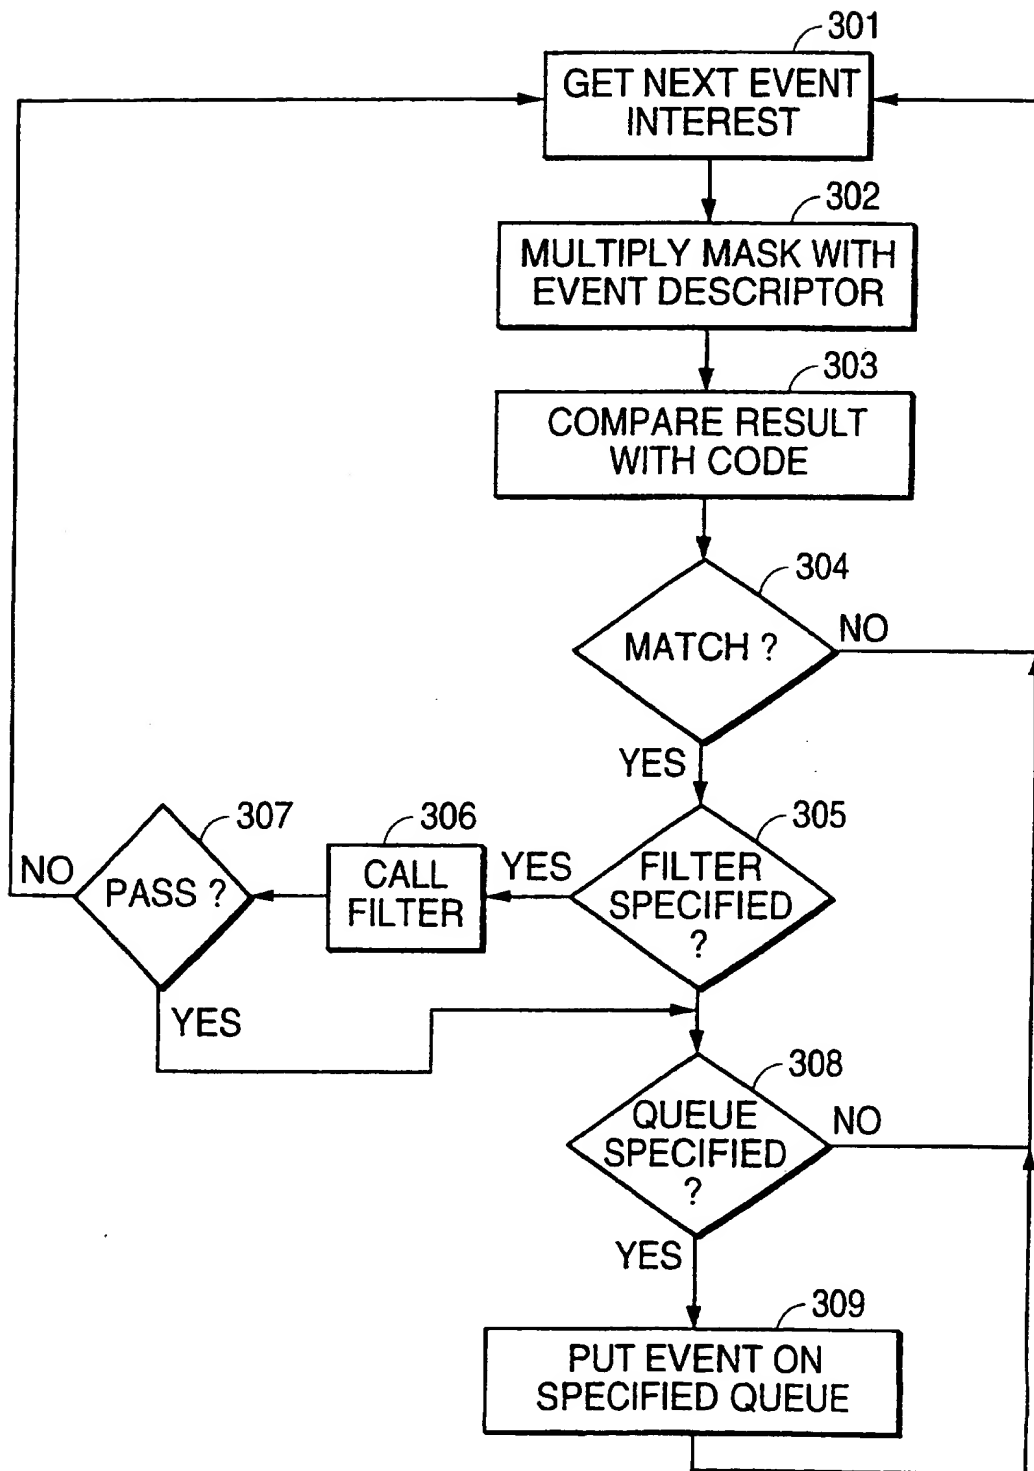 301
GET NEXT EVENT
INTEREST
302
MULTIPLY MASK WITH
EVENT DESCRIPTOR
303
COMPARE RESULT
WITH CODE
304
MATCH ?
NO
YES
305
FILTER
SPECIFIED
?
YES
306
CALL
FILTER
307
PASS ?
NO
YES
308
QUEUE
SPECIFIED
?
NO
YES
309
PUT EVENT ON
SPECIFIED QUEUE